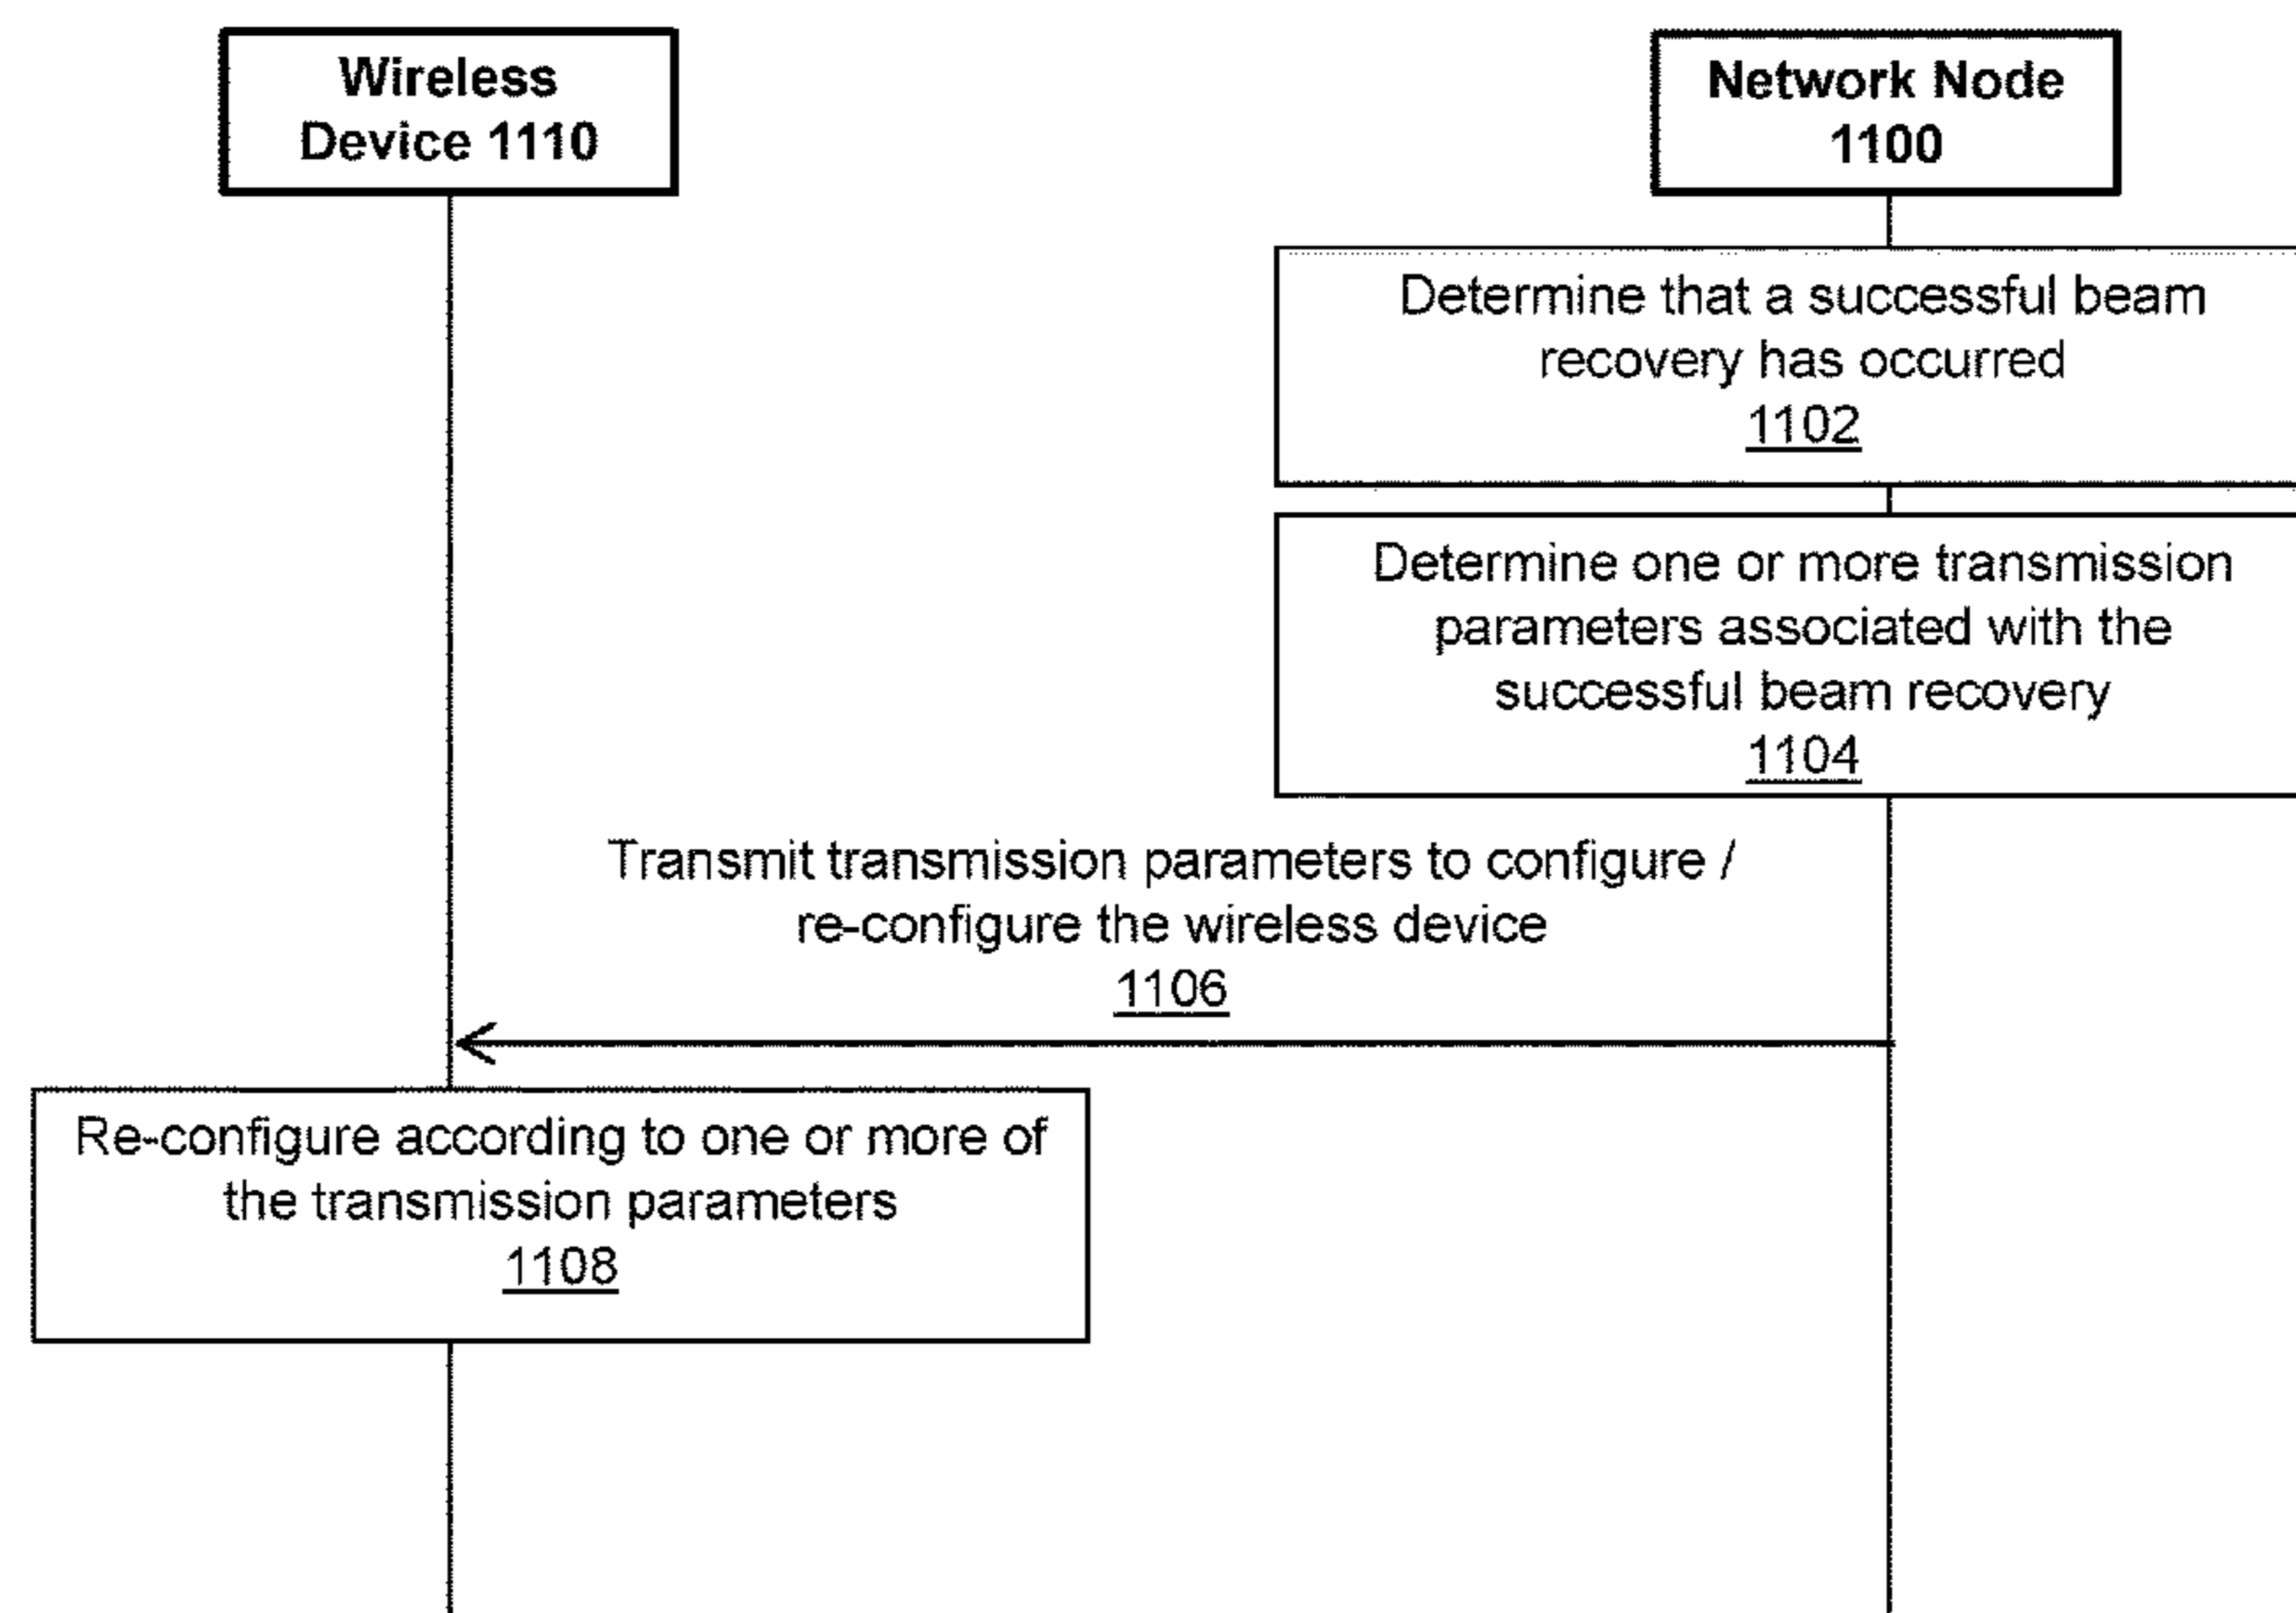 Wireless
Device 1110
Network Node
1100
Determine that a successful beam
recovery has occurred
1102
Determine one or more transmission
parameters associated with the
successful beam recovery
1104
Transmit transmission parameters to configure /
re-configure the wireless device
1106
Re-configure according to one or more of
the transmission parameters
1108